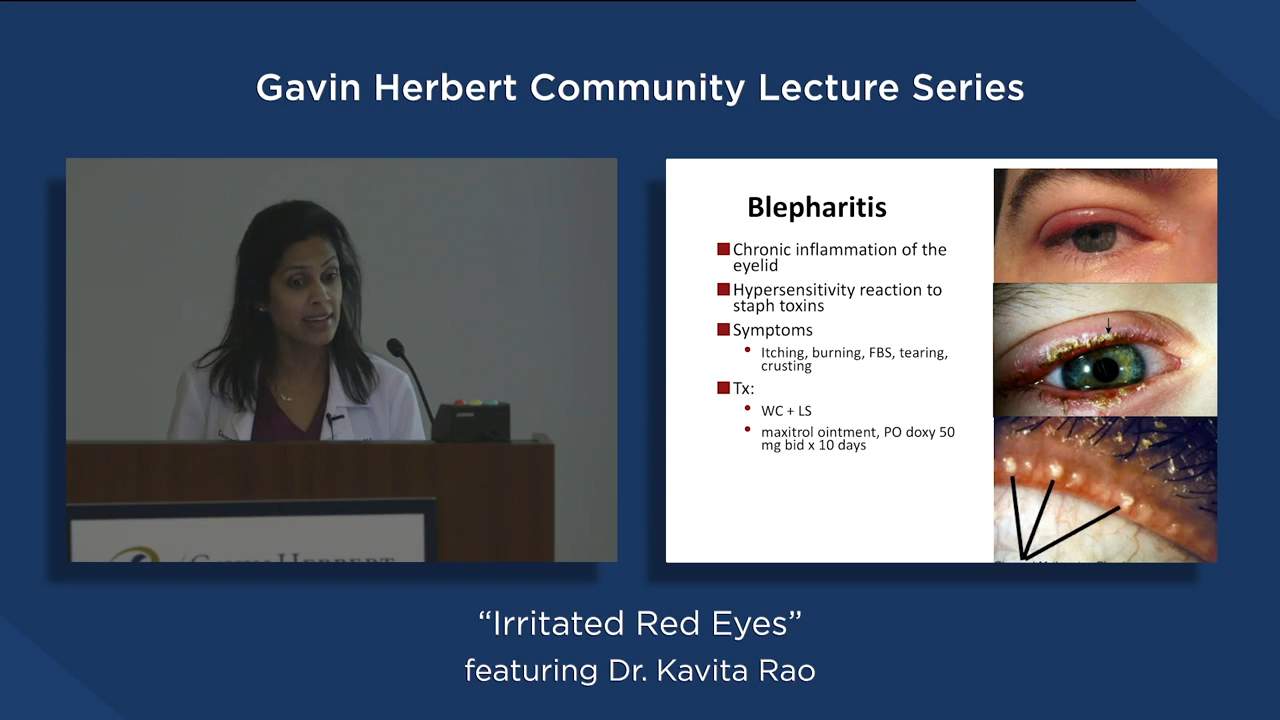 Gavin Herbert Community Lecture Series
Blepharitis
Chronic inflammation of the
eyelid
Hypersensitivity reaction to
staph toxins
Symptoms
Itching, burning, FBS, tearing,
crusting
Tx:
WC + LS
maxitrol ointment, PO doxy 50
mg bid x 10 days
GAVIN HERBERT
“Irritated Red Eyes”
featuring Dr. Kavita Rao